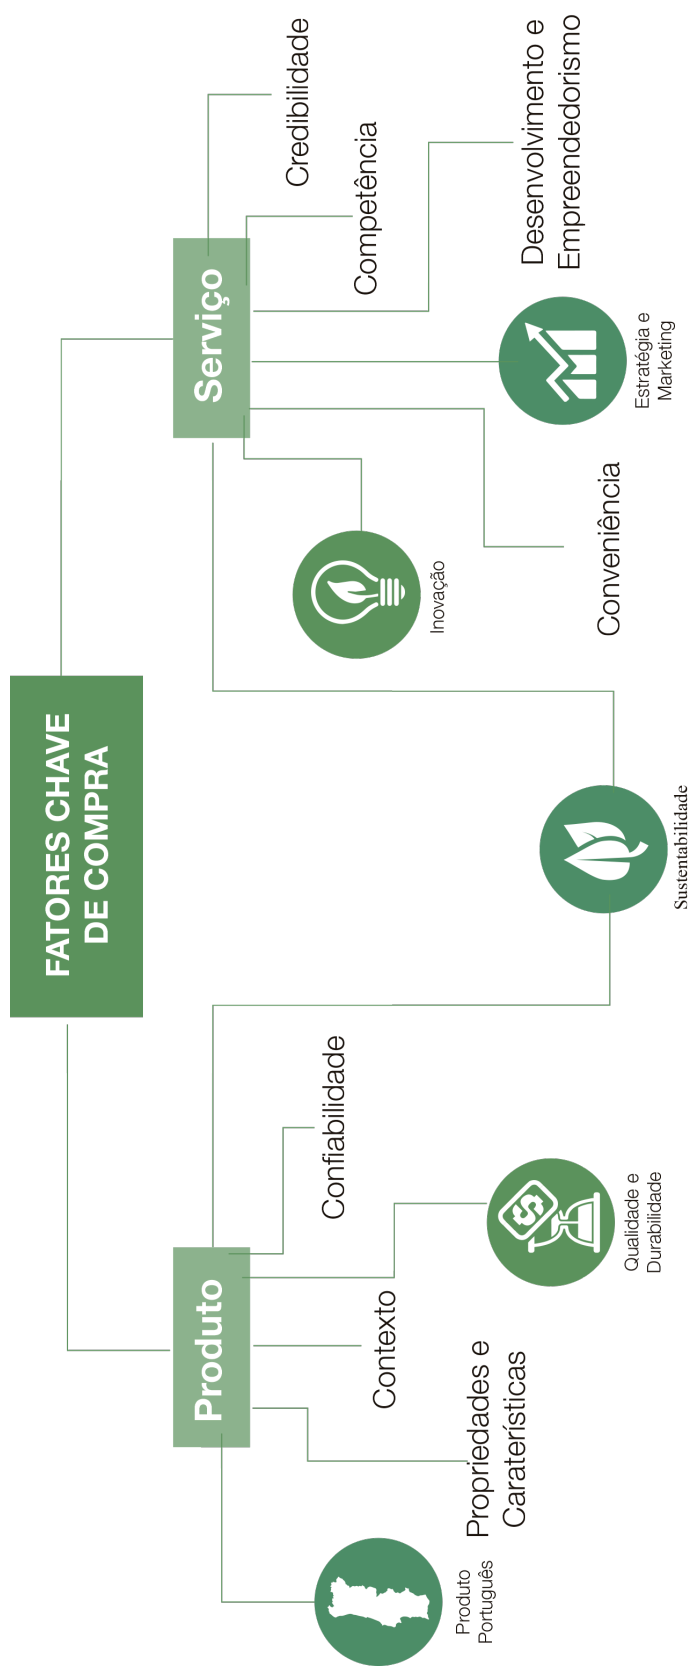 FATORES CHAVE
DE COMPRA
Produto
Serviço
Produto
Português
Propriedades e
Caraterísticas
Contexto
Qualidade e
Durabilidade
Confiabilidade
Sustentabilidade
Inovação
Conveniência
Estratégia e
Marketing
Desenvolvimento e
Empreendedorismo
Competência
Credibilidade